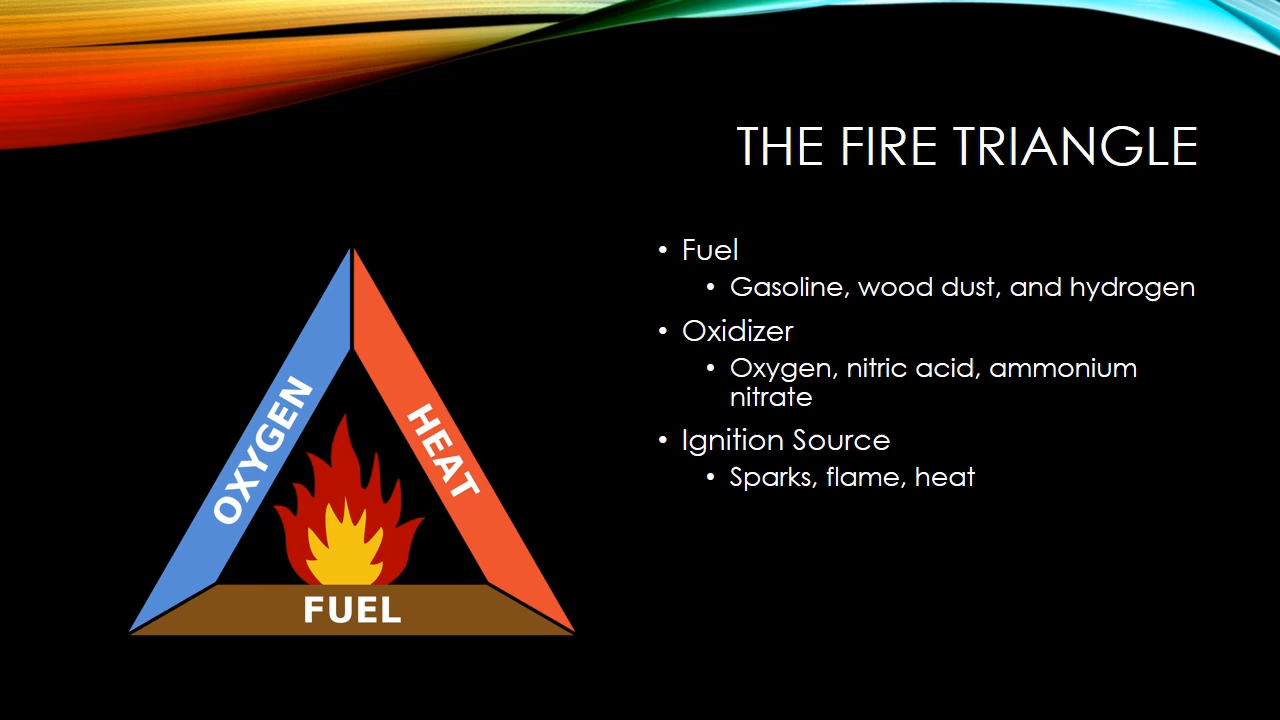 THE FIRE TRIANGLE
• Fuel
• Gasoline, wood dust, and hydrogen
• Oxidizer
• Oxygen, nitric acid, ammonium
nitrate
• Ignition Source
• Sparks, flame, heat
OXYGEN
HEAT
FUEL